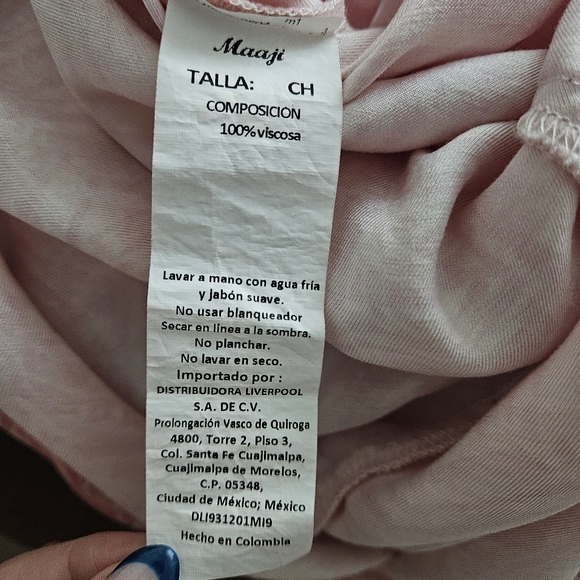 Maaji
TALLA: CH
COMPOSICION
100% viscosa
Lavar a mano con agua fría
y jabón suave.
No usar blanqueador
Secar en línea a la sombra.
No planchar.
No lavar en seco.
Importado por :
DISTRIBUIDORA LIVERPOOL
S.A. DE C.V.
Prolongación Vasco de Quiroga
4800, Torre 2, Piso 3,
Col. Santa Fe Cuajimalpa,
Cuajimalpa de Morelos,
C.P. 05348,
Ciudad de México; México
DLI931201MI9
Hecho en Colombia